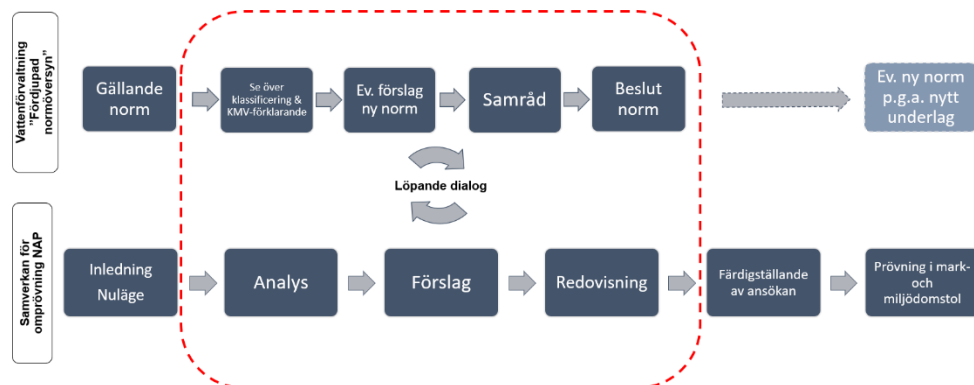 Vattenförvaltning
"Fördjupad
normöversyn"
Gällande
norm
Se över
klassificering &
KMV-förklarande
Ev. förslag
ny norm
Samråd
Beslut
norm
Ev. ny norm
p.g.a. nytt
underlag
Löpande dialog
Samverkan för
omprövning NAP
Inledning
Nuläge
Analys
Förslag
Redovisning
Färdigställande
av ansökan
Prövning i mark-
och
miljödomstol